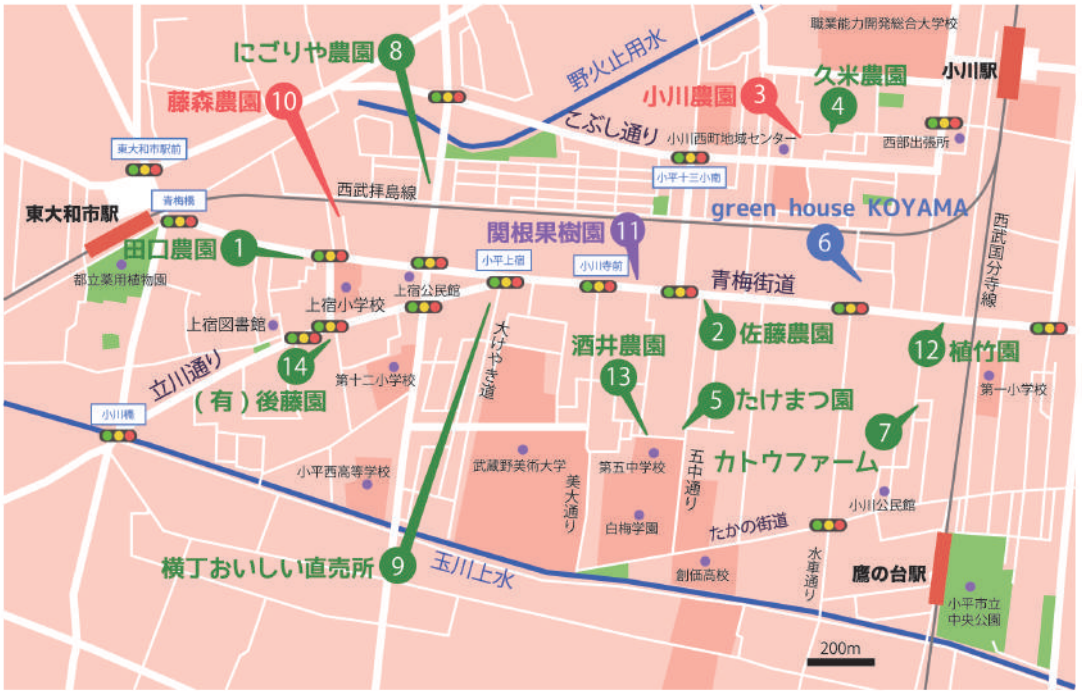 職業能力開発総合大学校
にごりや農園 8
野火止用水
久米農園
4
小川駅
藤森農園 10
小川農園 3
こぶし通り
小川西町地域センター
西部出張所
東大和市駅前
小平十三小南
西武拝島線
青梅橋
東大和市駅
green house KOYAMA
6
関根果樹園 11
田口農園 1
小平上宿
小川寺前
西武国分寺線
都立薬用植物園
上宿公民館
青梅街道
上宿小学校
上宿図書館
大けやき道
2 佐藤農園
酒井農園
13
12 植竹園
14
(有)後藤園
立川通り
第十二小学校
第一小学校
5 たけまつ園
小川橋
7
カトウファーム
武蔵野美術大学
第五中学校
五中通り
小平西高等学校
美大通り
小川公民館
白梅学園
たかの街道
横丁おいしい直売所 9
玉川上水
創価高校
水車通り
鷹の台駅
小平市立
中央公園
200m